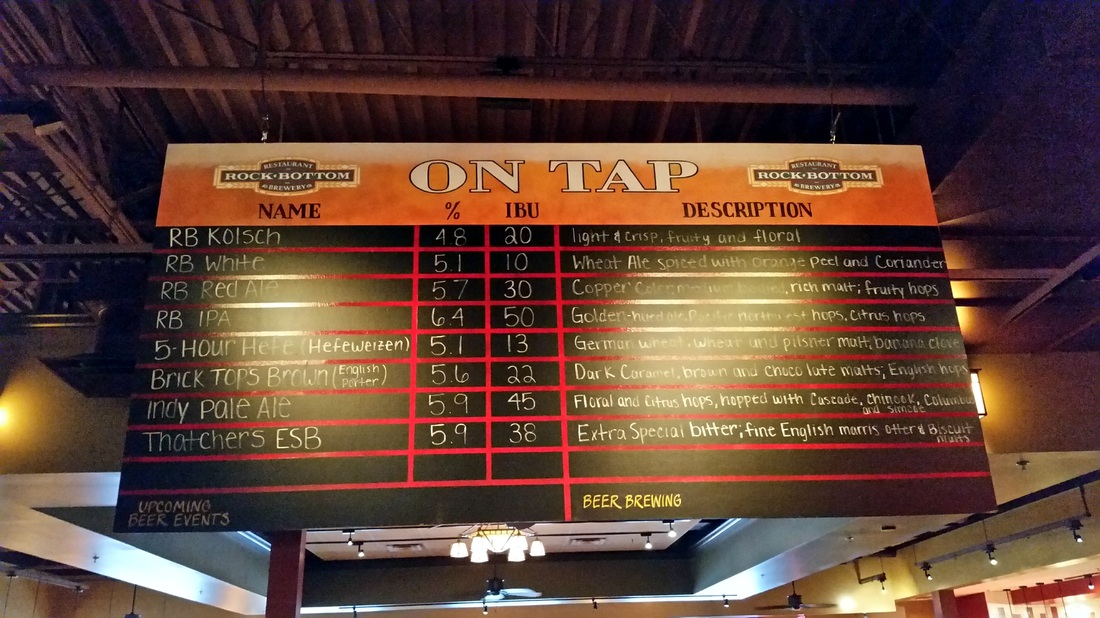 RESTAURANT
ROCK·BOTTOM
BREWERY
ON TAP
RESTAURANT
ROCK·BOTTOM
BREWERY
NAME % IBU DESCRIPTION
RB Kolsch 4.8 20 light & crisp, fruity and floral
RB White 5.1 10 Wheat Ale spiced with orange peel and Coriander
RB Red Ale 5.7 30 Copper Color, medium bodied, rich malt; fruity hops
RB IPA 6.4 50 Golden-hued ale, Pacific northwest hops, Citrus hops
5-Hour Hefe (Hefeweizen) 5.1 13 German wheat, wheat and pilsner malt, banana clove
Brick Tops Brown (English Porter) 5.6 22 Dark Caramel, brown and chocolate malts; English hops
Indy Pale Ale 5.9 45 Floral and Citrus hops, hopped with Cascade, Chinook, Columbus
and simcoe
Thatchers ESB 5.9 38 Extra Special bitter; fine English marris otter & Biscuit
malts
UPCOMING
BEER EVENTS
BEER BREWING